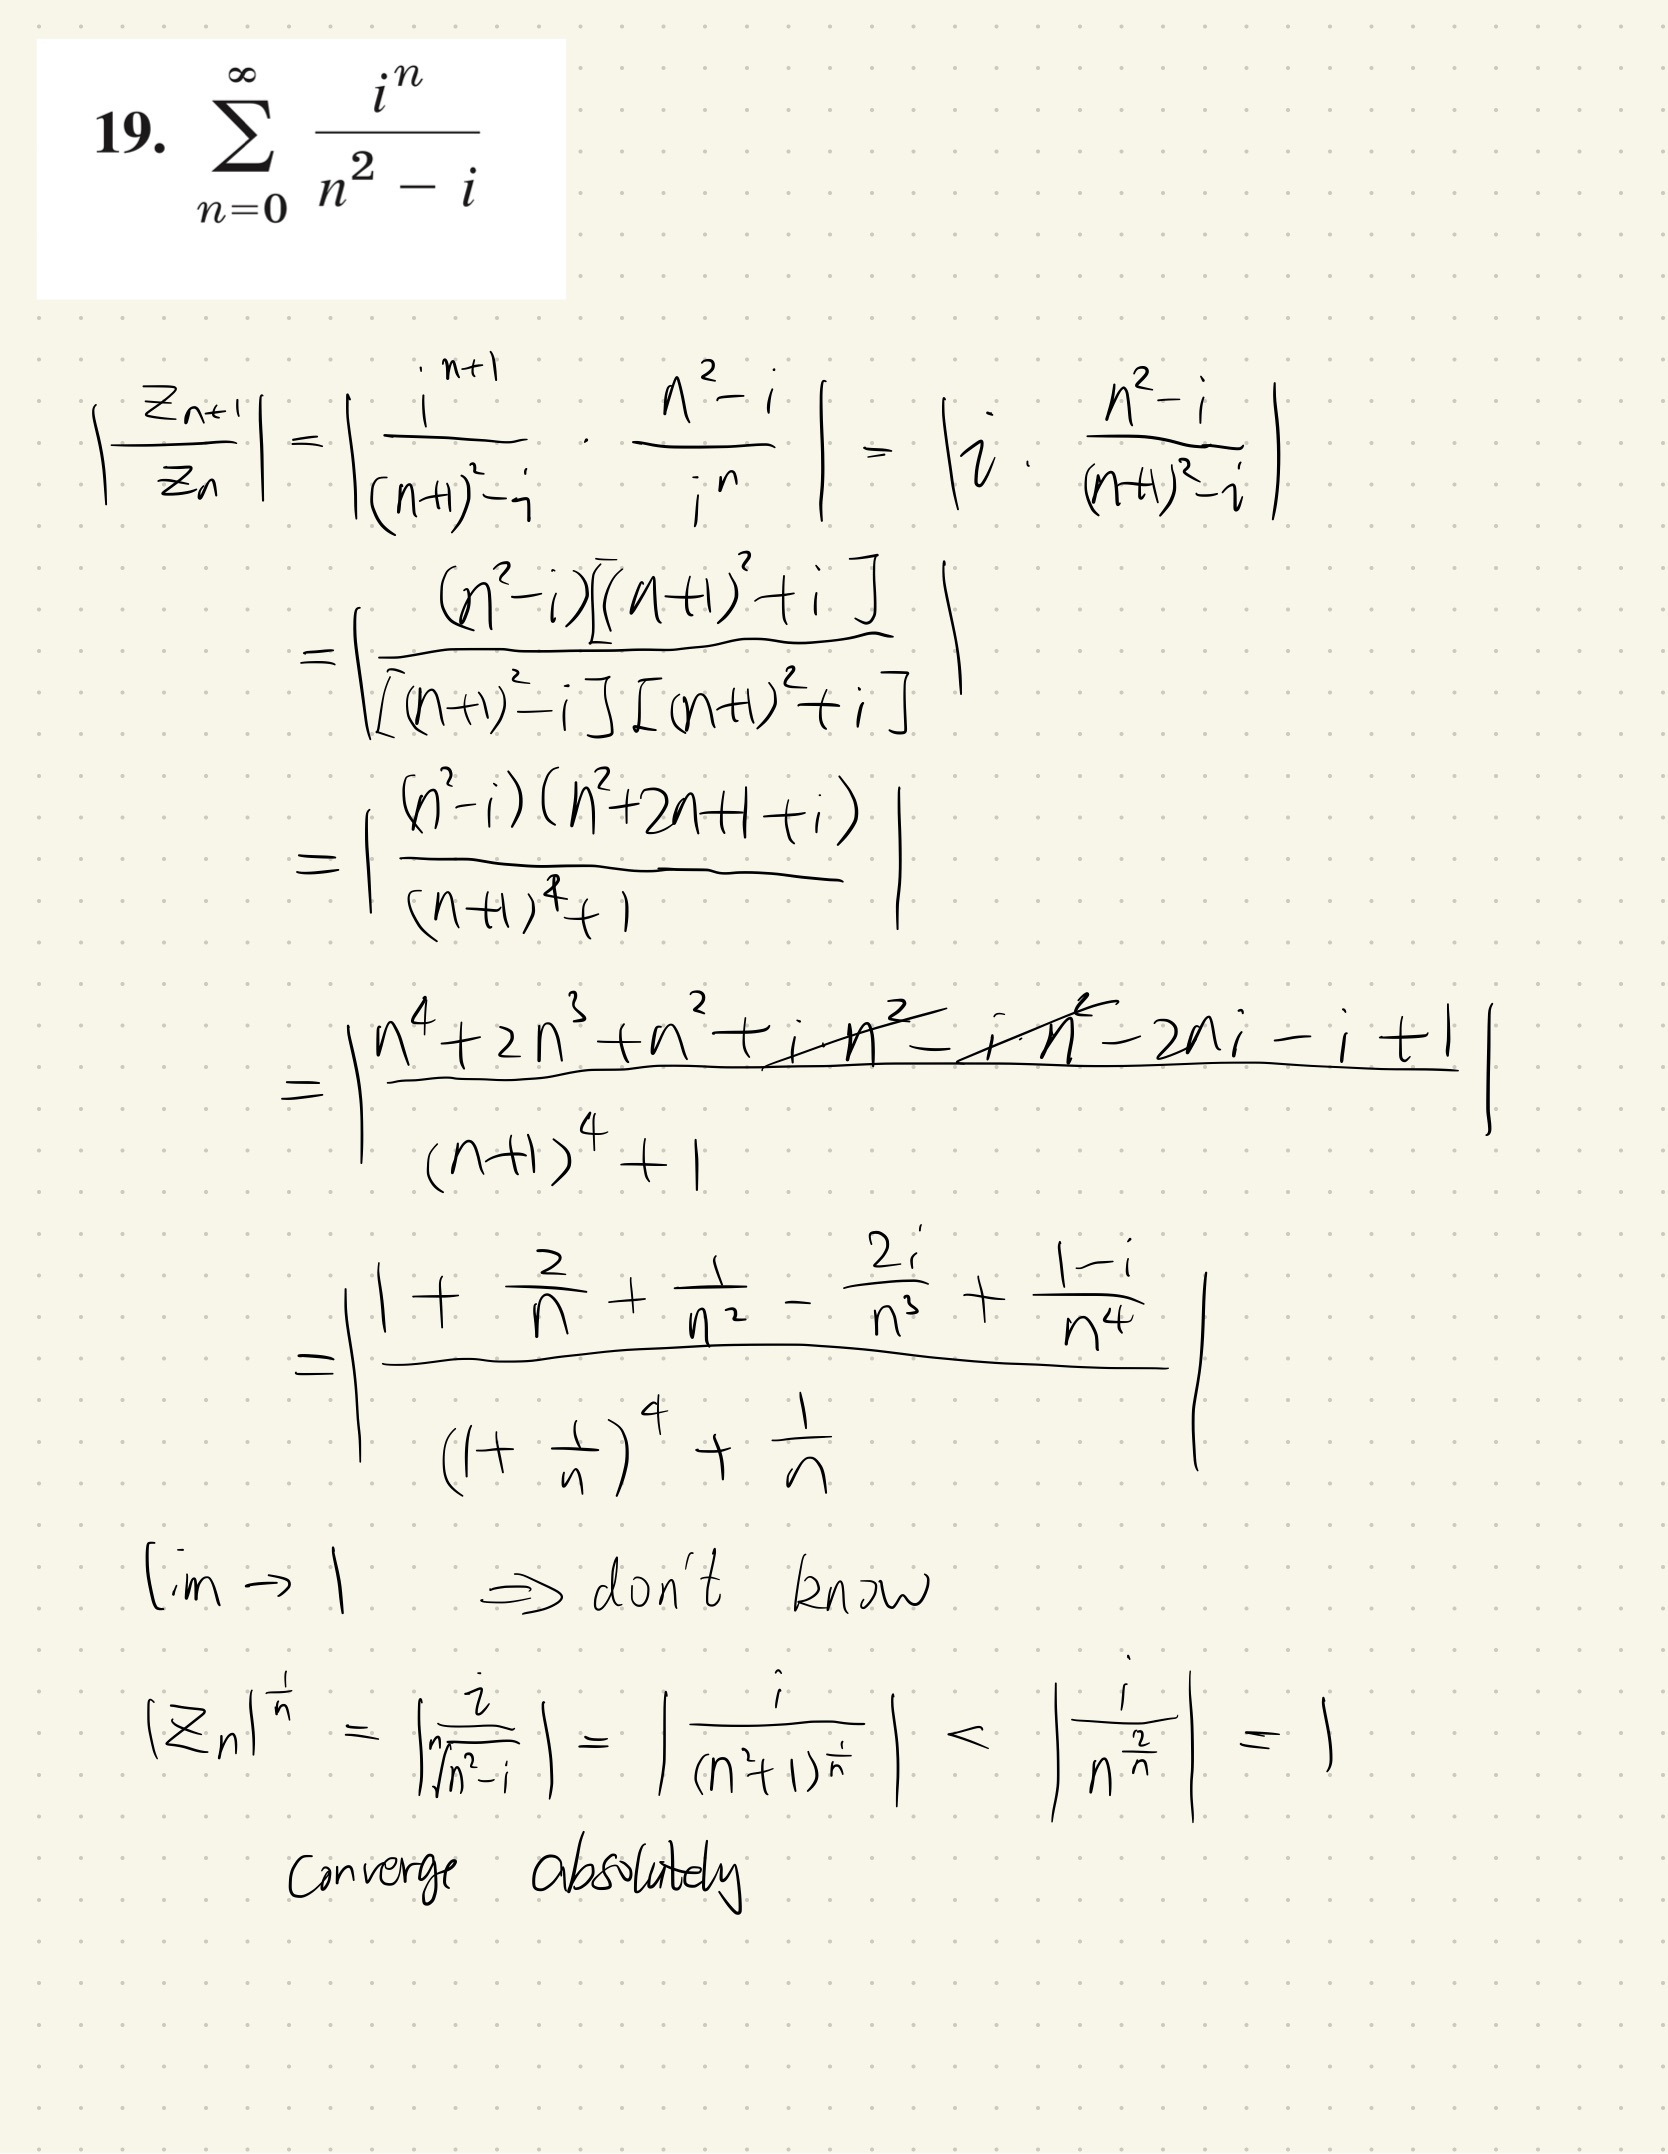 19. \sum_{n=0}^{\infty} \frac{i^n}{n^2 - i}
\left| \frac{z_{n+1}}{z_n} \right| = \left| \frac{i^{n+1}}{(n+1)^2 - i} \cdot \frac{n^2 - i}{i^n} \right| = \left| i \cdot \frac{n^2 - i}{(n+1)^2 - i} \right|
= \left| \frac{(n^2 - i)[(n+1)^2 + i]}{[(n+1)^2 - i][(n+1)^2 + i]} \right|
= \left| \frac{(n^2 - i)(n^2 + 2n + 1 + i)}{(n+1)^4 + 1} \right|
= \left| \frac{n^4 + 2n^3 + n^2 + i \cdot n^2 - i \cdot n^2 - 2ni - i + 1}{(n+1)^4 + 1} \right|
= \left| \frac{1 + \frac{2}{n} + \frac{1}{n^2} - \frac{2i}{n^3} + \frac{1-i}{n^4}}{(1 + \frac{1}{n})^4 + \frac{1}{n}} \right|
lim → 1 ⇒ don't know
|z_n|^{\frac{1}{n}} = \left| \frac{i}{\sqrt[n]{n^2 - i}} \right| = \left| \frac{i}{(n^2 + 1)^{\frac{1}{n}}} \right| < \left| \frac{i}{n^{\frac{2}{n}}} \right| = 1
converge absolutely